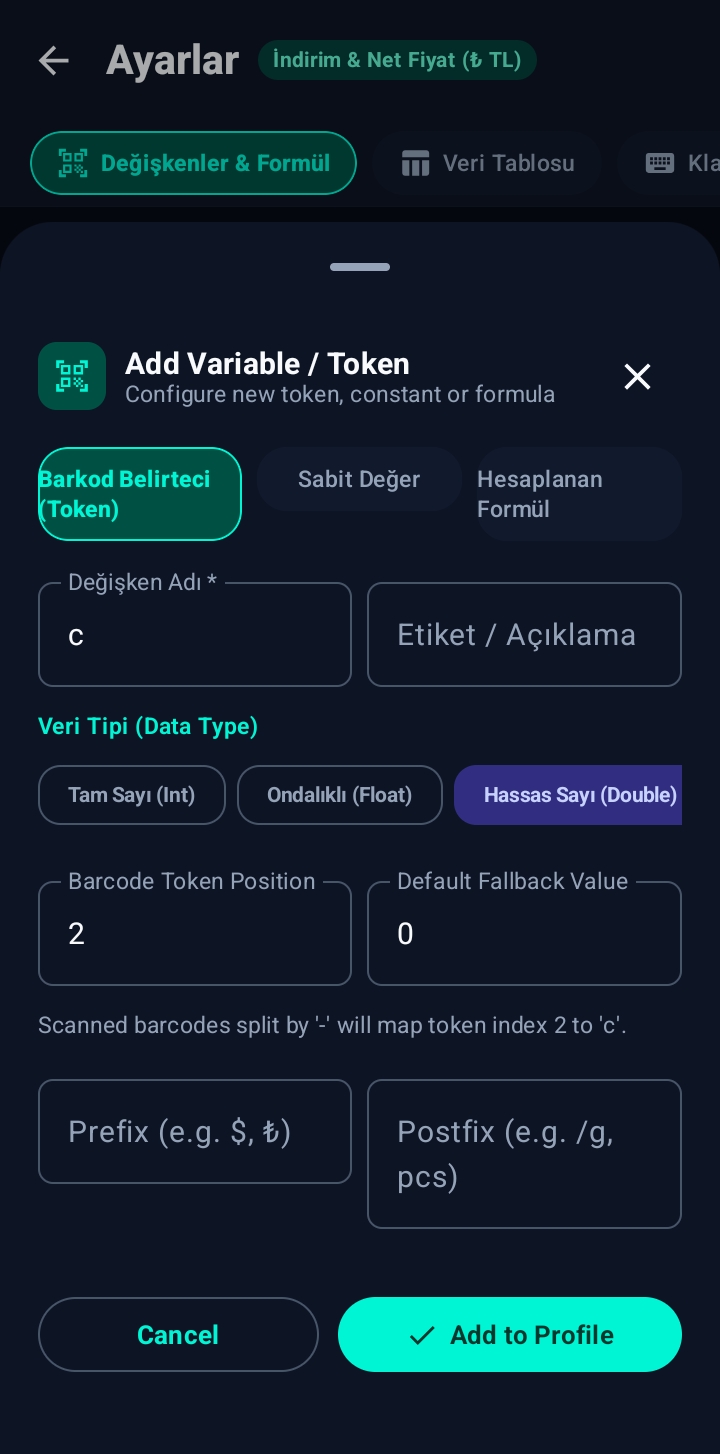 Ayarlar
İndirim & Net Fiyat (₺ TL)
Değişkenler & Formül
Veri Tablosu
Kla
Add Variable / Token
Configure new token, constant or formula
Barkod Belirteci
(Token)
Sabit Değer
Hesaplanan
Formül
Değişken Adı *
c
Etiket / Açıklama
Veri Tipi (Data Type)
Tam Sayı (Int)
Ondalıklı (Float)
Hassas Sayı (Double)
Barcode Token Position
2
Default Fallback Value
0
Scanned barcodes split by '-' will map token index 2 to 'c'.
Prefix (e.g. $, ₺)
Postfix (e.g. /g,
pcs)
Cancel
Add to Profile